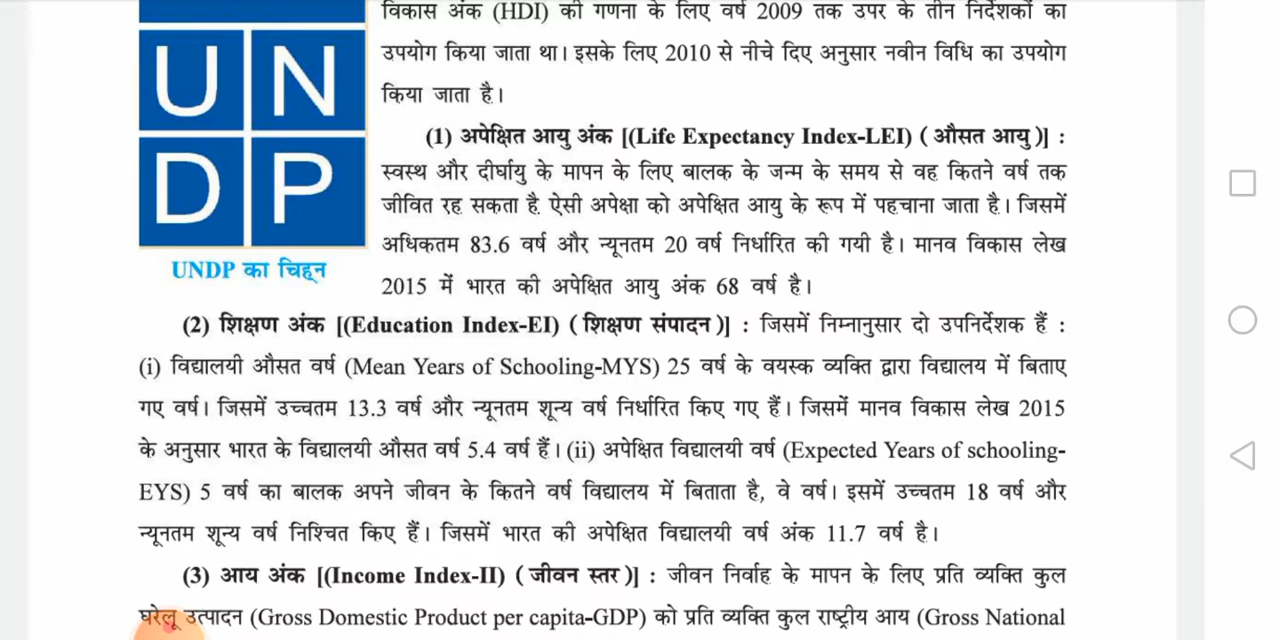 विकास अंक (HDI) की गणना के लिए वर्ष 2009 तक उपर के तीन निर्देशकों का
उपयोग किया जाता था। इसके लिए 2010 से नीचे दिए अनुसार नवीन विधि का उपयोग
किया जाता है।
UN
DP
UNDP का चिह्न
(1) अपेक्षित आयु अंक [(Life Expectancy Index-LEI) (औसत आयु)] :
स्वस्थ और दीर्घायु के मापन के लिए बालक के जन्म के समय से वह कितने वर्ष तक
जीवित रह सकता है ऐसी अपेक्षा को अपेक्षित आयु के रूप में पहचाना जाता है। जिसमें
अधिकतम 83.6 वर्ष और न्यूनतम 20 वर्ष निर्धारित की गयी है। मानव विकास लेख
2015 में भारत की अपेक्षित आयु अंक 68 वर्ष है।
(2) शिक्षण अंक [(Education Index-EI) (शिक्षण संपादन)] : जिसमें निम्नानुसार दो उपनिर्देशक हैं :
(i) विद्यालयी औसत वर्ष (Mean Years of Schooling-MYS) 25 वर्ष के वयस्क व्यक्ति द्वारा विद्यालय में बिताए
गए वर्ष। जिसमें उच्चतम 13.3 वर्ष और न्यूनतम शून्य वर्ष निर्धारित किए गए हैं। जिसमें मानव विकास लेख 2015
के अनुसार भारत के विद्यालयी औसत वर्ष 5.4 वर्ष हैं। (ii) अपेक्षित विद्यालयी वर्ष (Expected Years of schooling-
EYS) 5 वर्ष का बालक अपने जीवन के कितने वर्ष विद्यालय में बिताता है, वे वर्ष। इसमें उच्चतम 18 वर्ष और
न्यूनतम शून्य वर्ष निश्चित किए हैं। जिसमें भारत की अपेक्षित विद्यालयी वर्ष अंक 11.7 वर्ष है।
(3) आय अंक [(Income Index-II) (जीवन स्तर)] : जीवन निर्वाह के मापन के लिए प्रति व्यक्ति कुल
घरेलू उत्पादन (Gross Domestic Product per capita-GDP) को प्रति व्यक्ति कुल राष्ट्रीय आय (Gross National